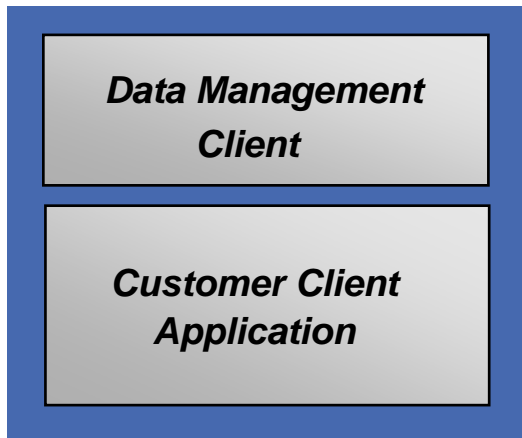 Data Management
Client
Customer Client
Application